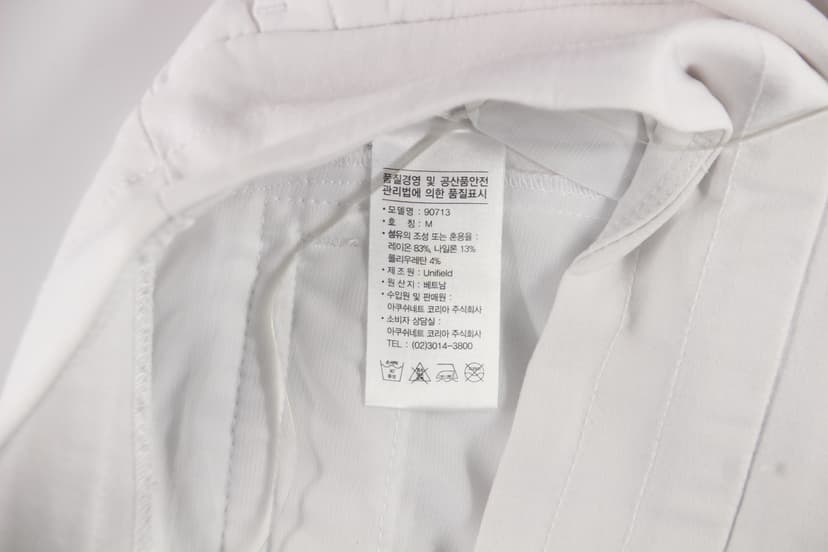 품질경영 및 공산품안전
관리법에 의한 품질표시
• 모델명 : 90713
• 호 칭 : M
• 섬유의 조성 또는 혼용율 :
레이온 83%, 나일론 13%
폴리우레탄 4%
• 제 조 원 : Unifield
• 원 산 지 : 베트남
• 수입원 및 판매원 :
아쿠쉬네트 코리아 주식회사
• 소비자 상담실 :
아쿠쉬네트 코리아 주식회사
TEL : (02)3014-3800